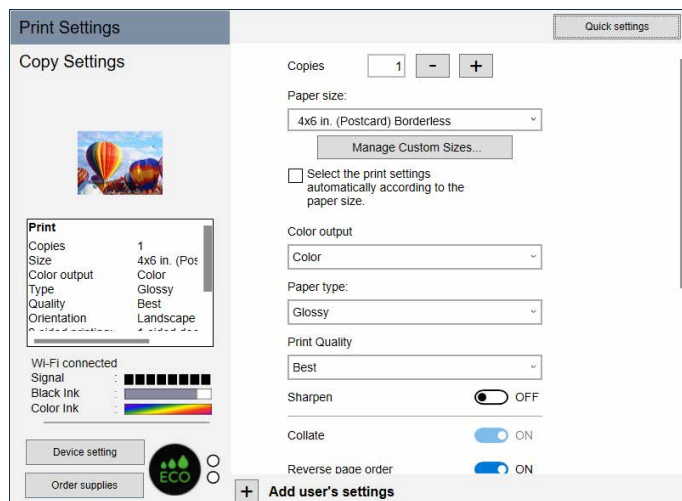 Print Settings
Quick settings
Copy Settings
Copies 1 - +
Paper size:
4x6 in. (Postcard) Borderless
Manage Custom Sizes...
Select the print settings
automatically according to the
paper size.
Color output
Color
Paper type:
Glossy
Print Quality
Best
Sharpen OFF
Collate ON
Reverse page order ON
Print
Copies 1
Size 4x6 in. (Pos
Color output Color
Type Glossy
Quality Best
Orientation Landscape
Wi-Fi connected
Signal :
Black Ink :
Color Ink :
Device setting
Order supplies
ECO
+ Add user's settings